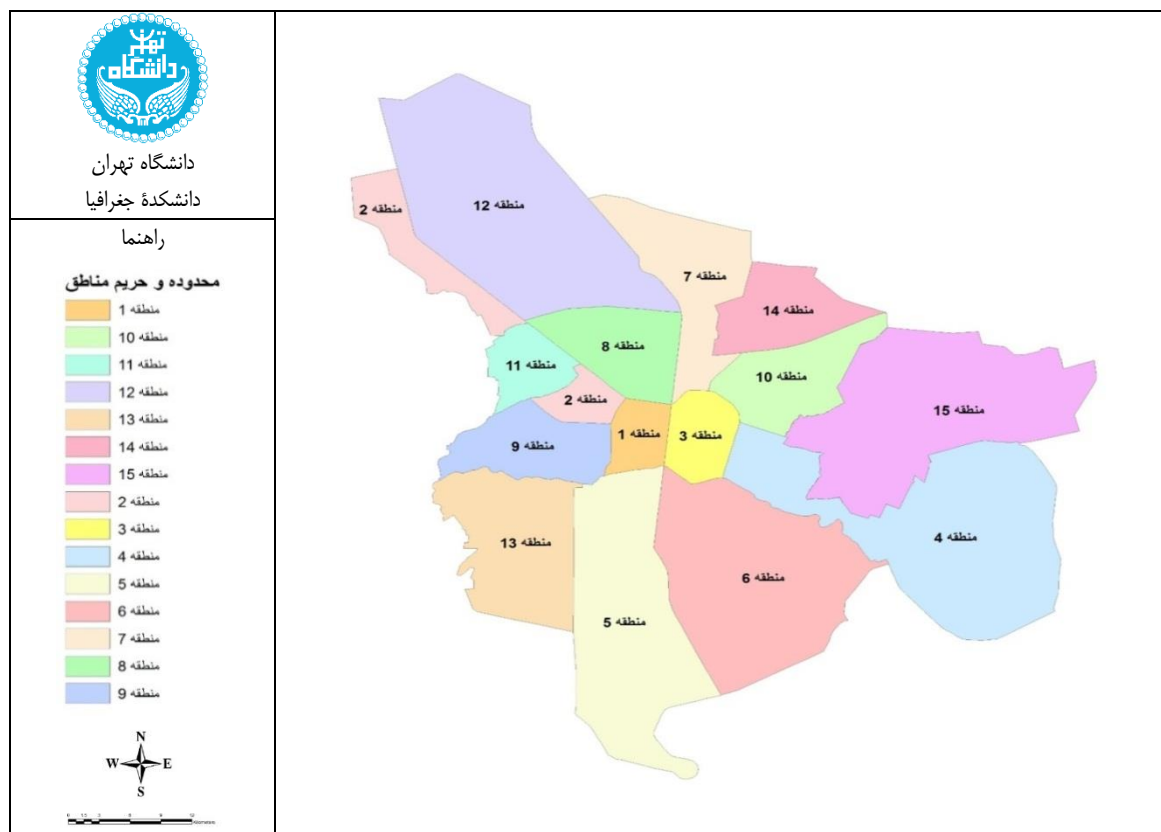 تهران
دانشگاه
دانشگاه تهران
دانشکدۀ جغرافیا
راهنما
محدوده و حریم مناطق
منطقه 1
منطقه 10
منطقه 11
منطقه 12
منطقه 13
منطقه 14
منطقه 15
منطقه 2
منطقه 3
منطقه 4
منطقه 5
منطقه 6
منطقه 7
منطقه 8
منطقه 9
N
W E
S
منطقه 12
منطقه 2
منطقه 7
منطقه 14
منطقه 8
منطقه 11
منطقه 10
منطقه 2
منطقه 15
منطقه 1
منطقه 3
منطقه 9
منطقه 4
منطقه 13
منطقه 6
منطقه 5